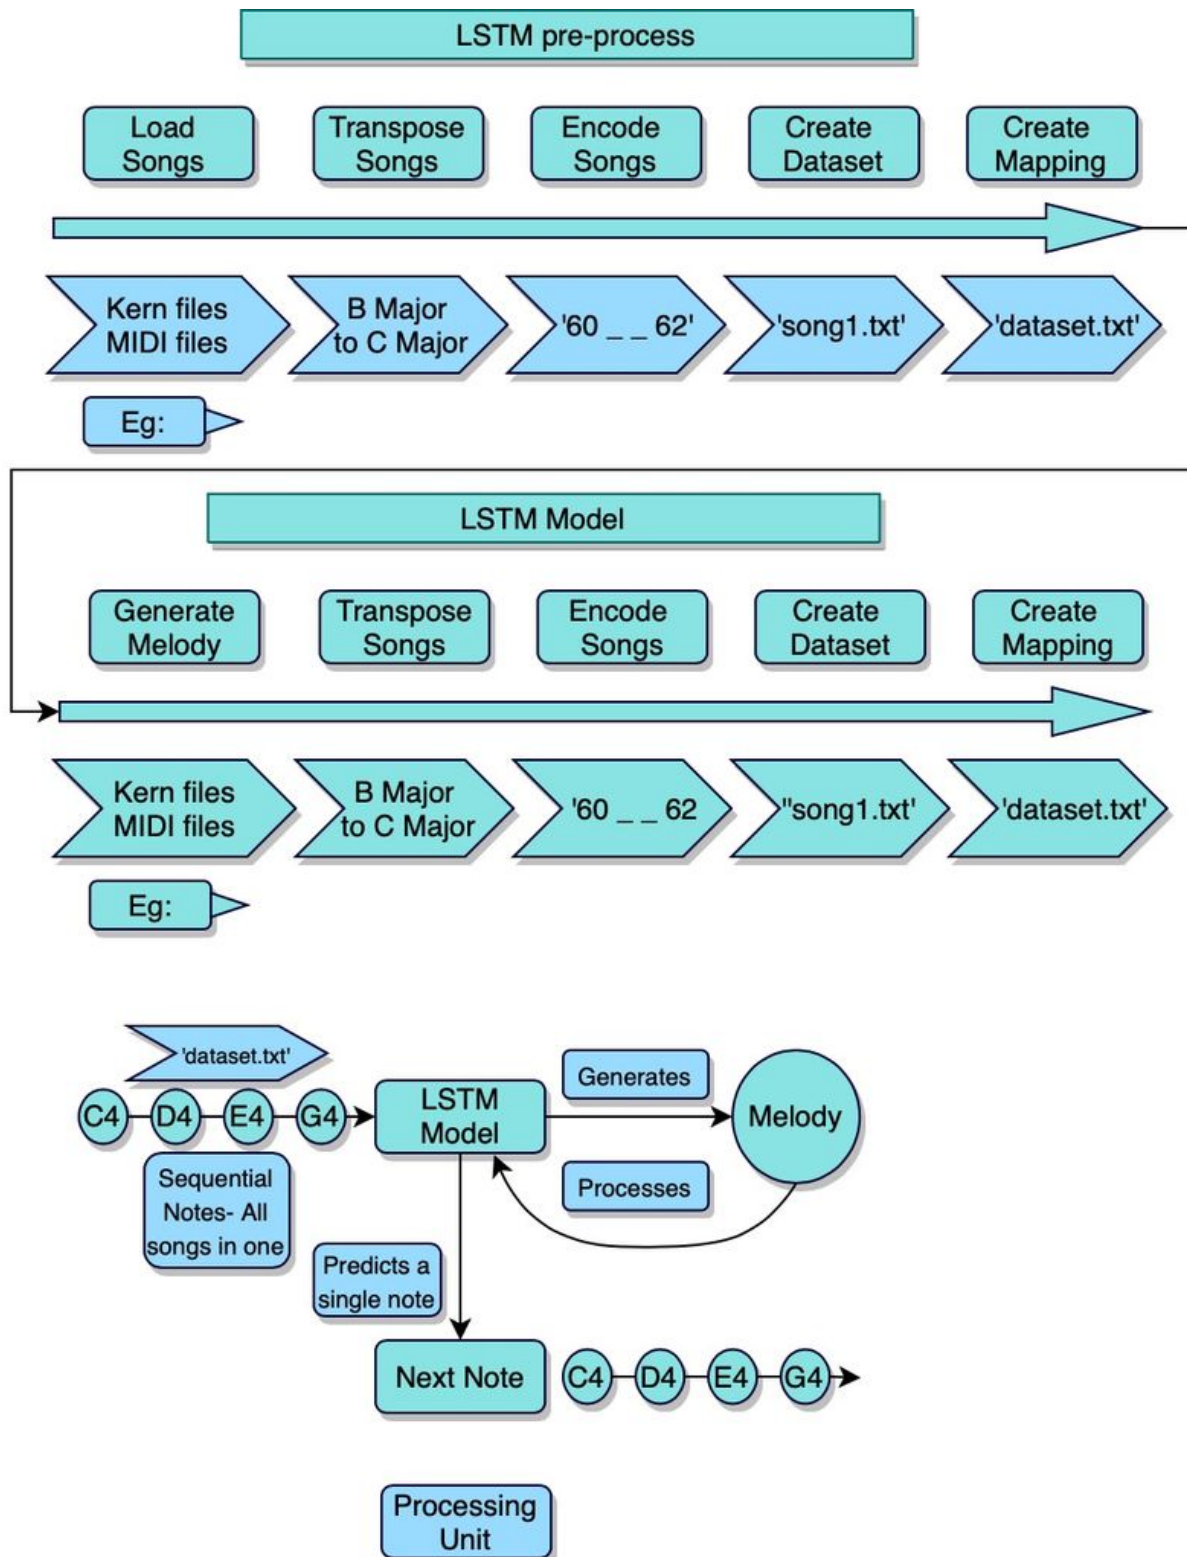 LSTM pre-process
Load
Songs
Transpose
Songs
Encode
Songs
Create
Dataset
Create
Mapping
Kern files
MIDI files
B Major
to C Major
'60 _ _ 62'
'song1.txt'
'dataset.txt'
Eg:
LSTM Model
Generate
Melody
Transpose
Songs
Encode
Songs
Create
Dataset
Create
Mapping
Kern files
MIDI files
B Major
to C Major
'60 _ _ 62
"song1.txt'
'dataset.txt'
Eg:
'dataset.txt'
C4
D4
E4
G4
Sequential
Notes- All
songs in one
LSTM
Model
Generates
Melody
Processes
Predicts a
single note
Next Note
C4
D4
E4
G4
Processing
Unit